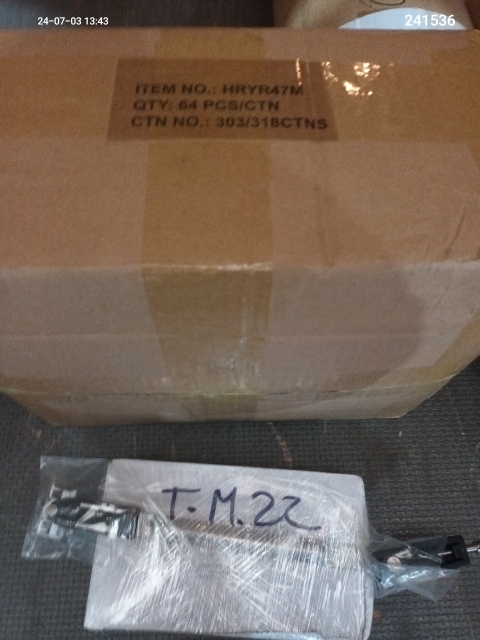 24-07-03 13:43
241536
ITEM NO.: HRYR47M
QTY: 64 PCS/CTN
CTN NO.: 303/318CTNS
T.M.22